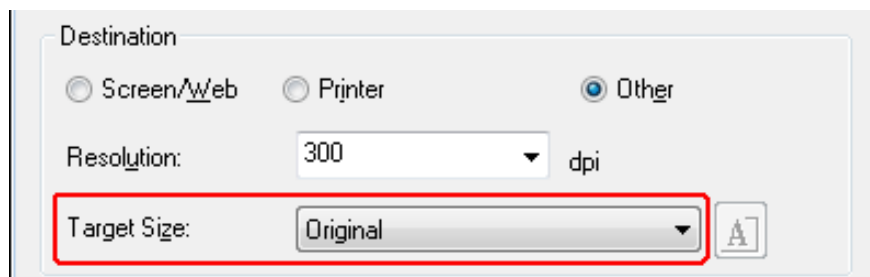 Destination
Screen/Web Printer Other
Resolution: 300 dpi
Target Size: Original A